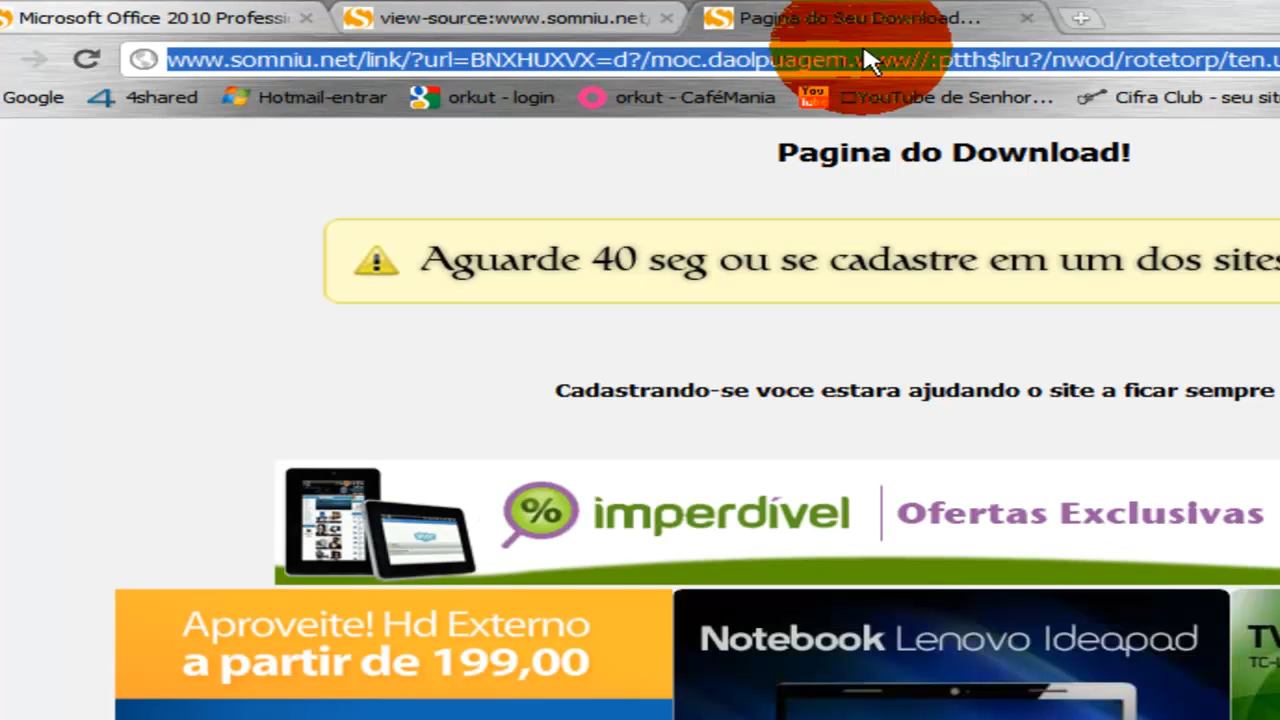 Microsoft Office 2010 Professi
view-source:www.somniu.net/
Pagina do Seu Download...
www.somniu.net/link/?url=BNXHUXVX=d?/moc.daolpuagem.www//:ptth$lru?/nwod/rotetorp/ten.u
Google
4shared
Hotmail-entrar
orkut - login
orkut - CaféMania
You
YouTube de Senhor...
Cifra Club - seu sit
Pagina do Download!
Aguarde 40 seg ou se cadastre em um dos sites
Cadastrando-se voce estara ajudando o site a ficar sempre
% imperdível
Ofertas Exclusivas
Aproveite! Hd Externo
a partir de 199,00
Notebook Lenovo Ideapad
TV
TC-L